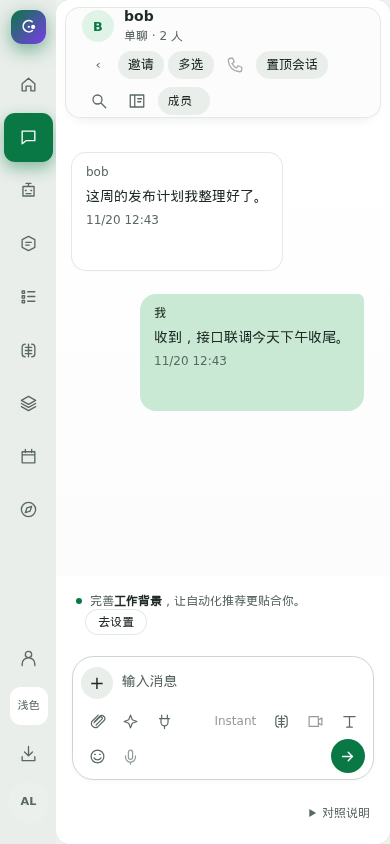 B
bob
单聊 · 2 人
邀请
多选
置顶会话
成员
bob
这周的发布计划我整理好了。
11/20 12:43
我
收到，接口联调今天下午收尾。
11/20 12:43
完善工作背景，让自动化推荐更贴合你。
去设置
输入消息
Instant
对照说明
浅色
AL